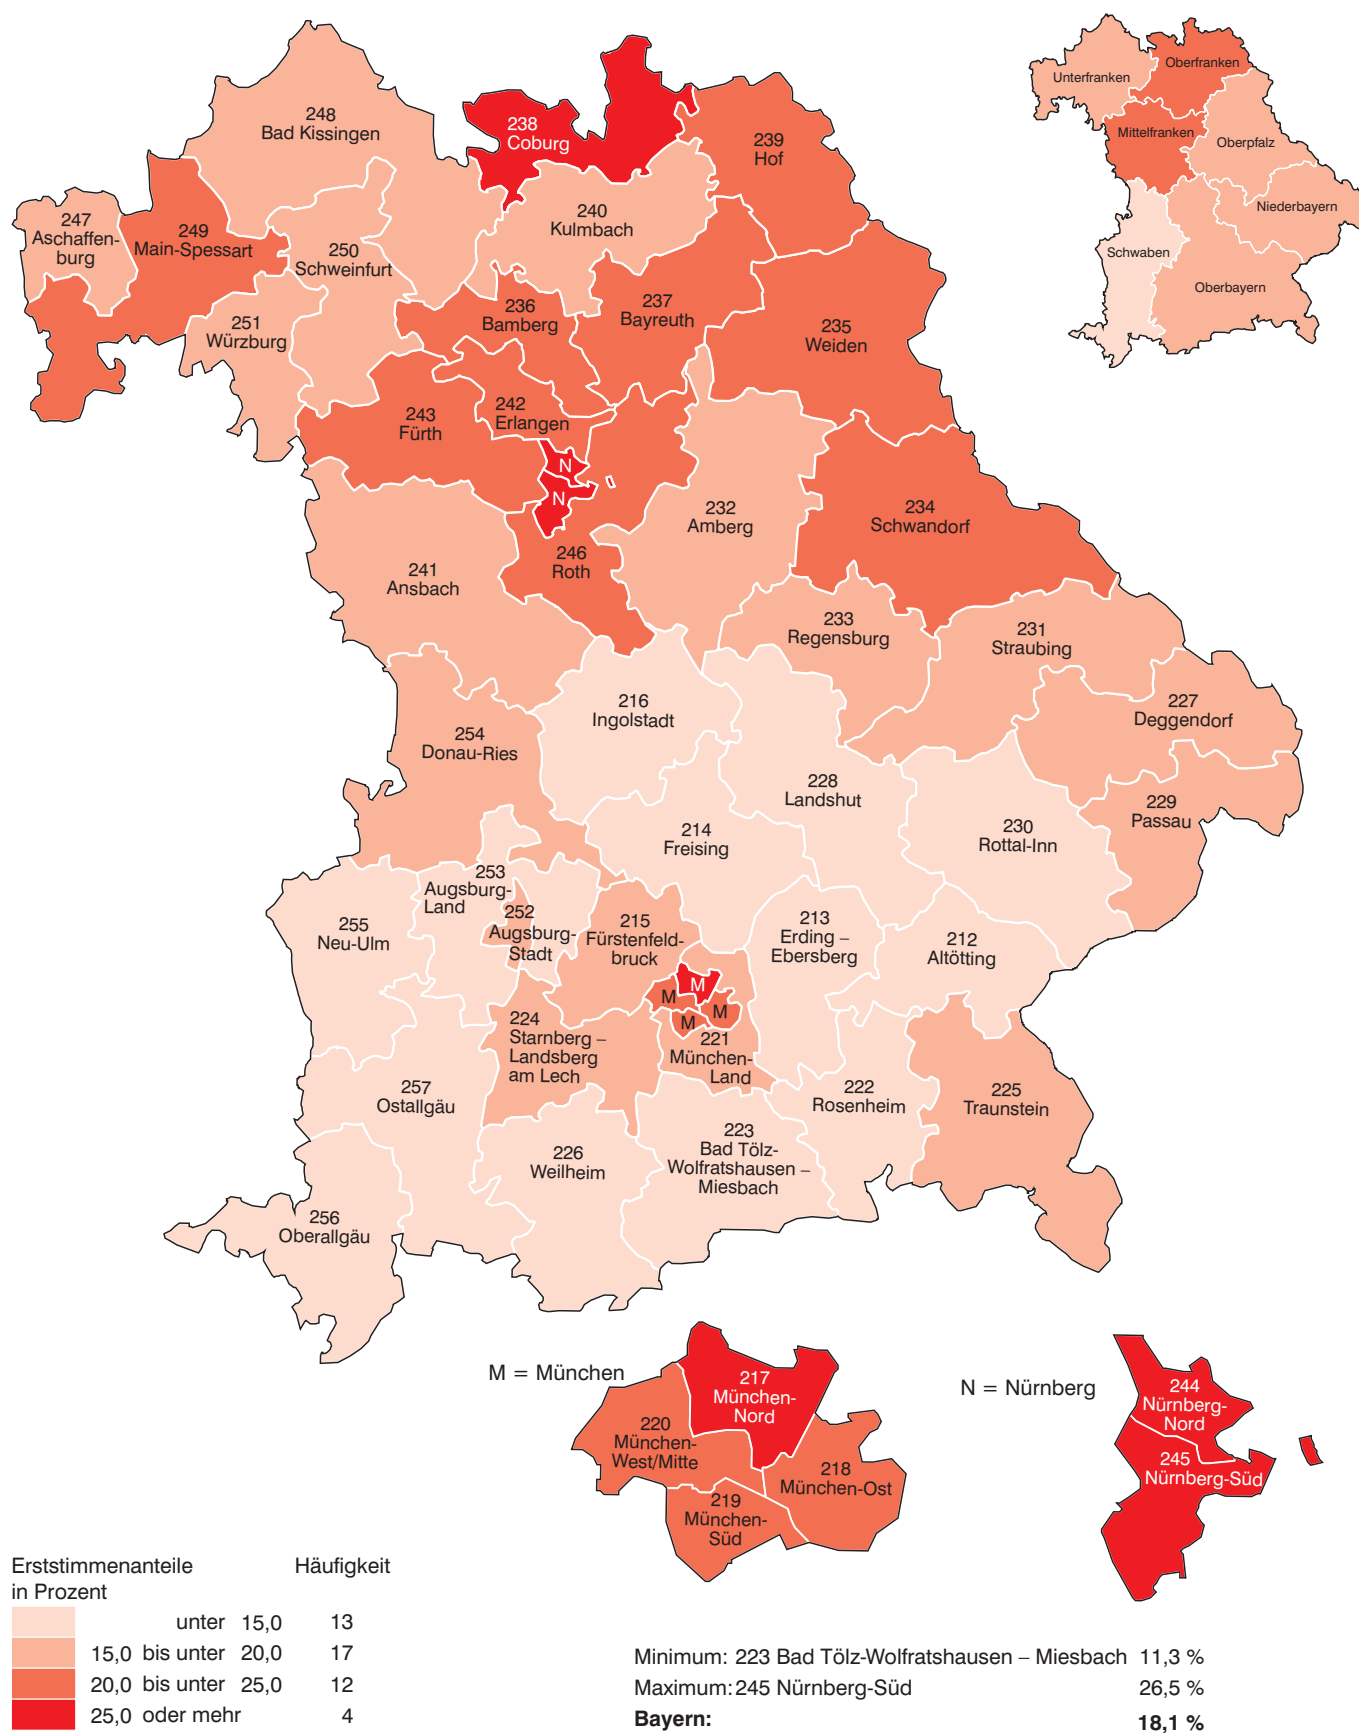 248
Bad Kissingen
238
Coburg
239
Hof
240
Kulmbach
247
Aschaffen-
burg
249
Main-Spessart
250
Schweinfurt
251
Würzburg
236
Bamberg
237
Bayreuth
235
Weiden
243
Fürth
242
Erlangen
N
N
232
Amberg
234
Schwandorf
241
Ansbach
246
Roth
233
Regensburg
231
Straubing
227
Deggendorf
216
Ingolstadt
254
Donau-Ries
228
Landshut
229
Passau
214
Freising
230
Rottal-Inn
253
Augsburg-
Land
252
Augsburg-
Stadt
255
Neu-Ulm
215
Fürstenfeld-
bruck
213
Erding –
Ebersberg
212
Altötting
M
M
M
M
224
Starnberg –
Landsberg
am Lech
221
München-
Land
257
Ostallgäu
222
Rosenheim
225
Traunstein
226
Weilheim
223
Bad Tölz-
Wolfratshausen –
Miesbach
256
Oberallgäu
Unterfranken
Oberfranken
Mittelfranken
Oberpfalz
Niederbayern
Schwaben
Oberbayern
M = München
217
München-
Nord
220
München-
West/Mitte
218
München-Ost
219
München-
Süd
N = Nürnberg
244
Nürnberg-
Nord
245
Nürnberg-Süd
Erststimmenanteile Häufigkeit
in Prozent
unter 15,0 13
15,0 bis unter 20,0 17
20,0 bis unter 25,0 12
25,0 oder mehr 4
Minimum: 223 Bad Tölz-Wolfratshausen – Miesbach 11,3 %
Maximum: 245 Nürnberg-Süd 26,5 %
Bayern: 18,1 %